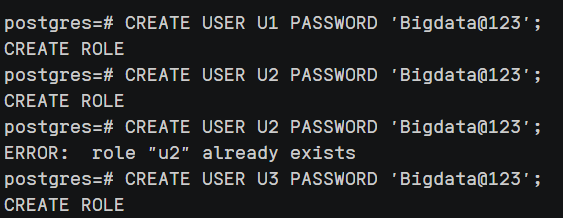 postgres=# CREATE USER U1 PASSWORD 'Bigdata@123';
CREATE ROLE
postgres=# CREATE USER U2 PASSWORD 'Bigdata@123';
CREATE ROLE
postgres=# CREATE USER U2 PASSWORD 'Bigdata@123';
ERROR:  role "u2" already exists
postgres=# CREATE USER U3 PASSWORD 'Bigdata@123';
CREATE ROLE